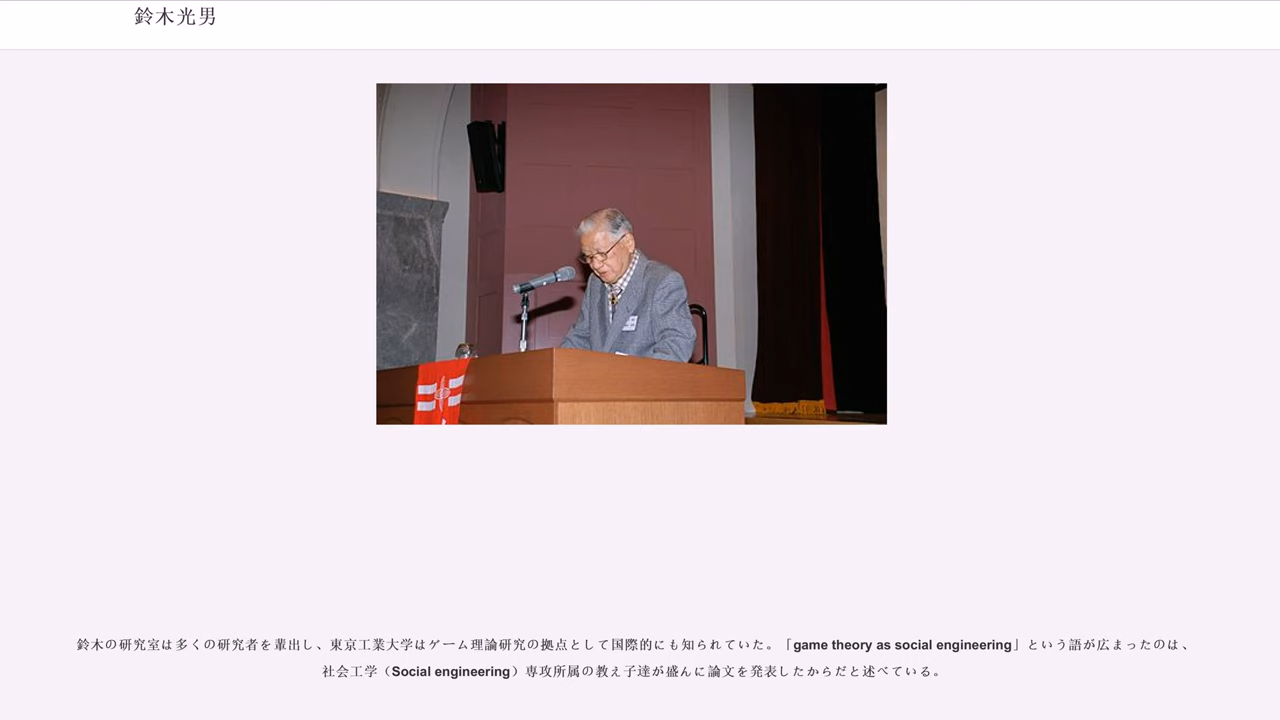 鈴木光男
鈴木の研究室は多くの研究者を輩出し、東京工業大学はゲーム理論研究の拠点として国際的にも知られていた。「game theory as social engineering」という語が広まったのは、
社会工学（Social engineering）専攻所属の教え子達が盛んに論文を発表したからだと述べている。